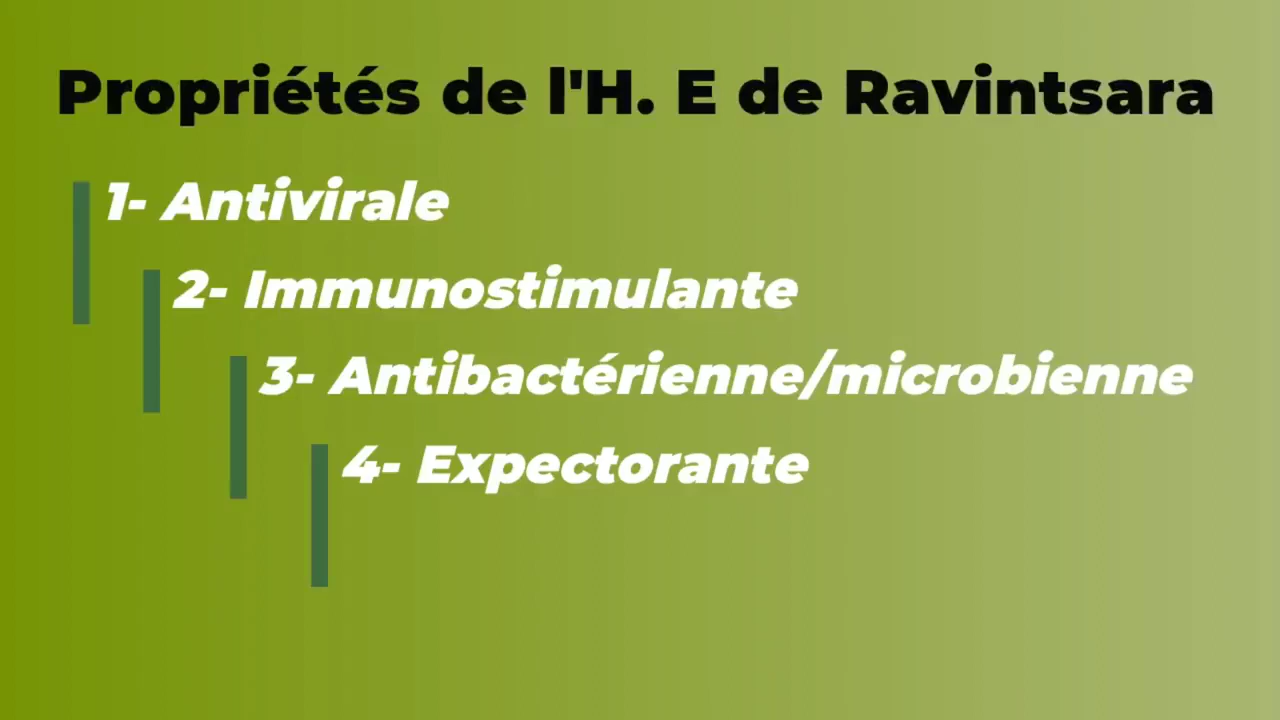 Propriétés de l'H. E de Ravintsara
1- Antivirale
2- Immunostimulante
3- Antibactérienne/microbienne
4- Expectorante